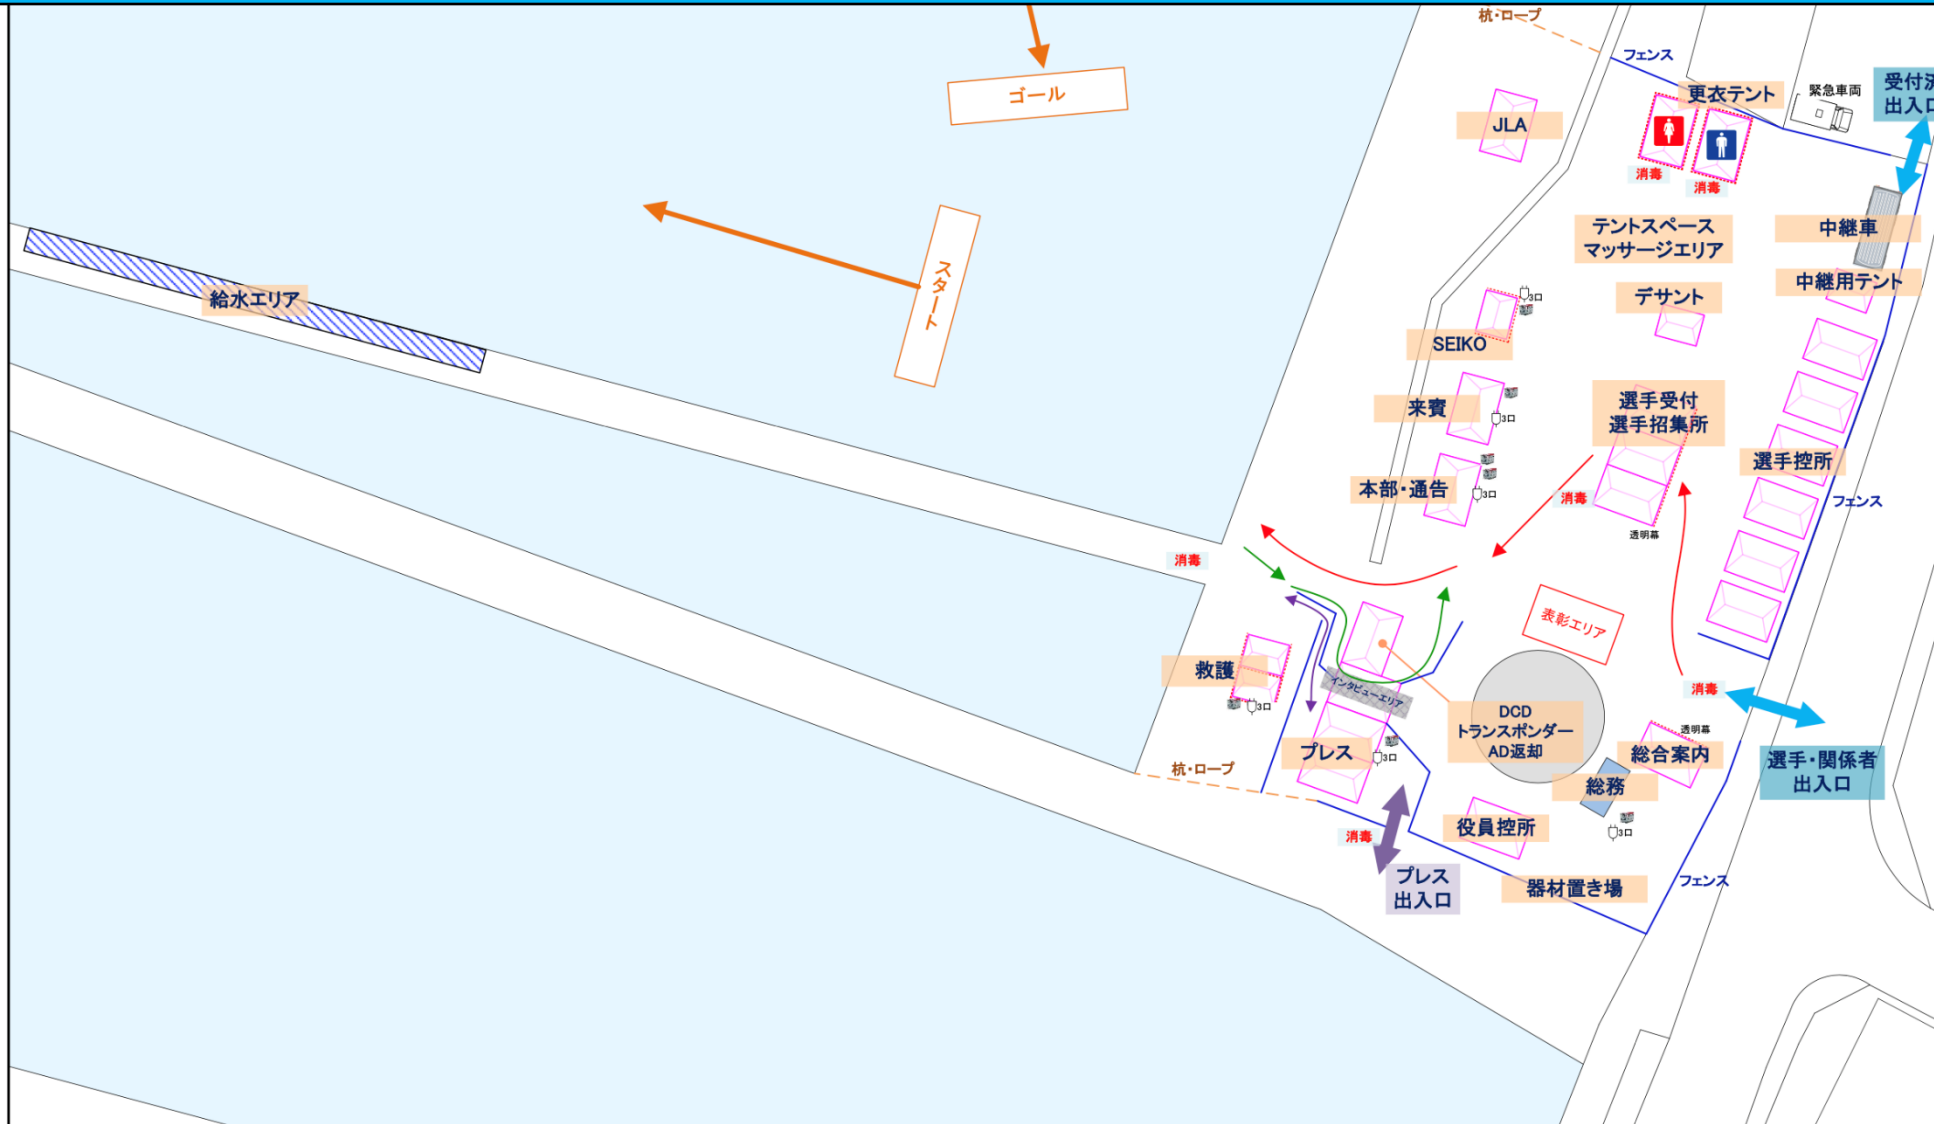 杭・ロープ
フェンス
ゴール
更衣テント
緊急車両
受付済
出入口
JLA
消毒
消毒
テントスペース
マッサージエリア
中継車
中継用テント
デサント
給水エリア
スタート
3口
SEIKO
来賓
3口
選手受付
選手招集所
選手控所
本部・通告
3口
消毒
フェンス
透明幕
消毒
表彰エリア
救護
3口
インタビューエリア
消毒
DCD
トランスポンダー
AD返却
透明幕
総合案内
プレス
3口
選手・関係者
出入口
杭・ロープ
総務
3口
役員控所
消毒
プレス
出入口
器材置き場
フェンス